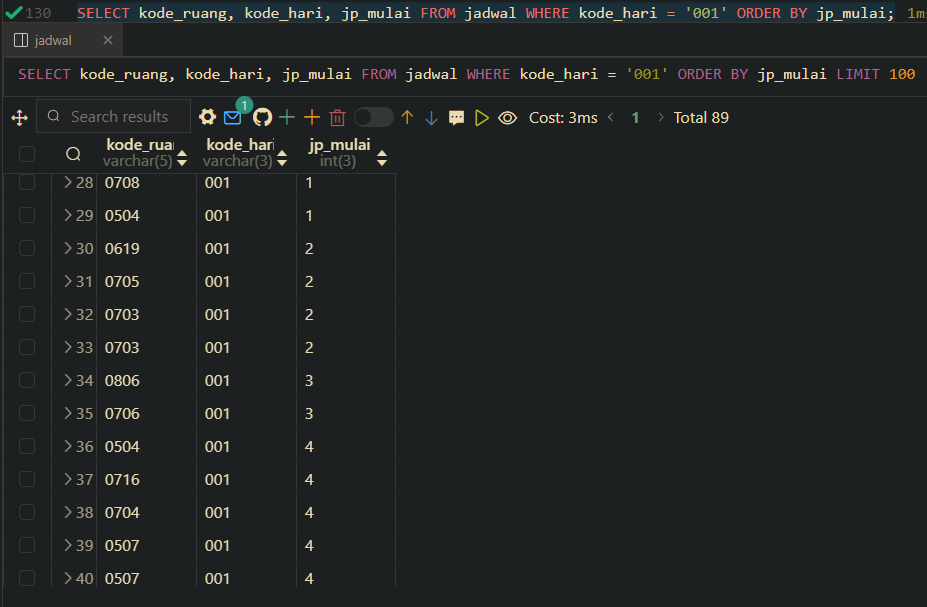 130 SELECT kode_ruang, kode_hari, jp_mulai FROM jadwal WHERE kode_hari = '001' ORDER BY jp_mulai; 1m
jadwal
SELECT kode_ruang, kode_hari, jp_mulai FROM jadwal WHERE kode_hari = '001' ORDER BY jp_mulai LIMIT 100
Search results 1 Cost: 3ms < 1 > Total 89
kode_rua kode_hari jp_mulai
varchar(5) varchar(3) int(3)
28 0708 001 1
29 0504 001 1
30 0619 001 2
31 0705 001 2
32 0703 001 2
33 0703 001 2
34 0806 001 3
35 0706 001 3
36 0504 001 4
37 0716 001 4
38 0704 001 4
39 0507 001 4
40 0507 001 4